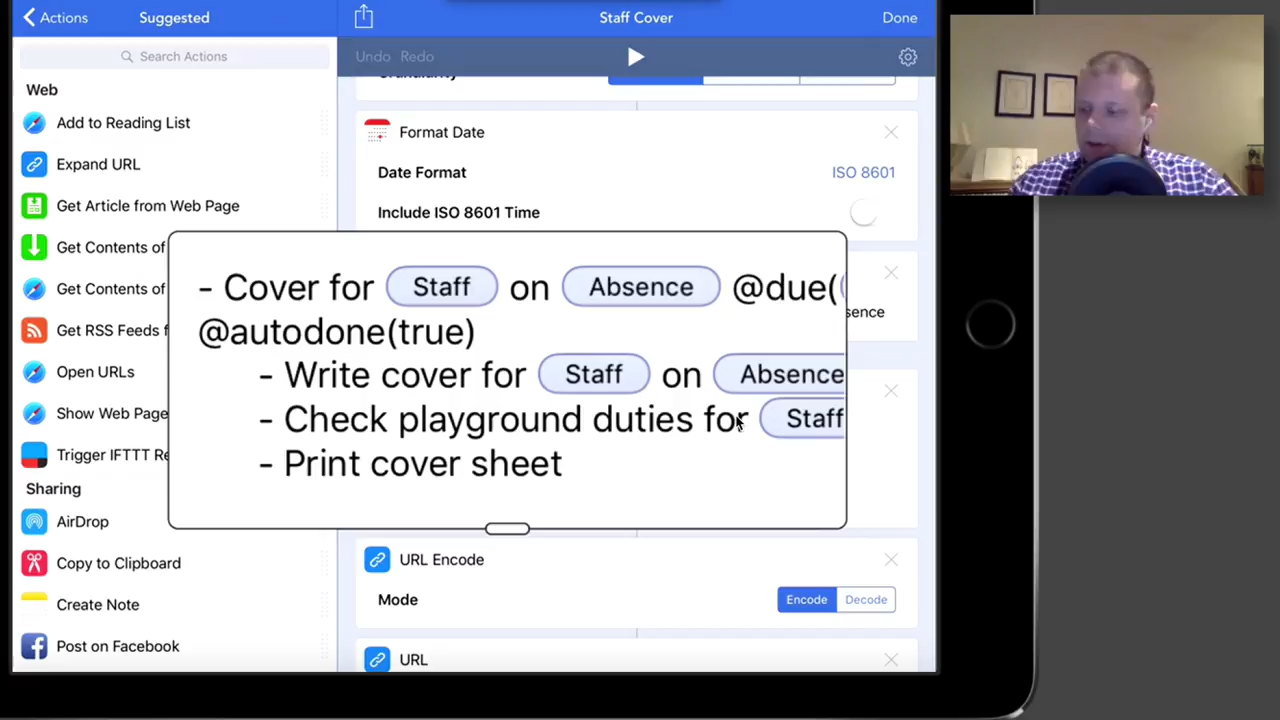 Actions
Suggested
Staff Cover
Done
Search Actions
Undo Redo
Web
Add to Reading List
Expand URL
Get Article from Web Page
Get Contents of
Get Contents of
Get RSS Feeds f
Open URLs
Show Web Page
Trigger IFTTT Re
Sharing
AirDrop
Copy to Clipboard
Create Note
Post on Facebook
Granularity
Format Date
Date Format ISO 8601
Include ISO 8601 Time
- Cover for Staff on Absence @due(
@autodone(true)
- Write cover for Staff on Absence
- Check playground duties for Staff
- Print cover sheet
URL Encode
Mode Encode Decode
URL